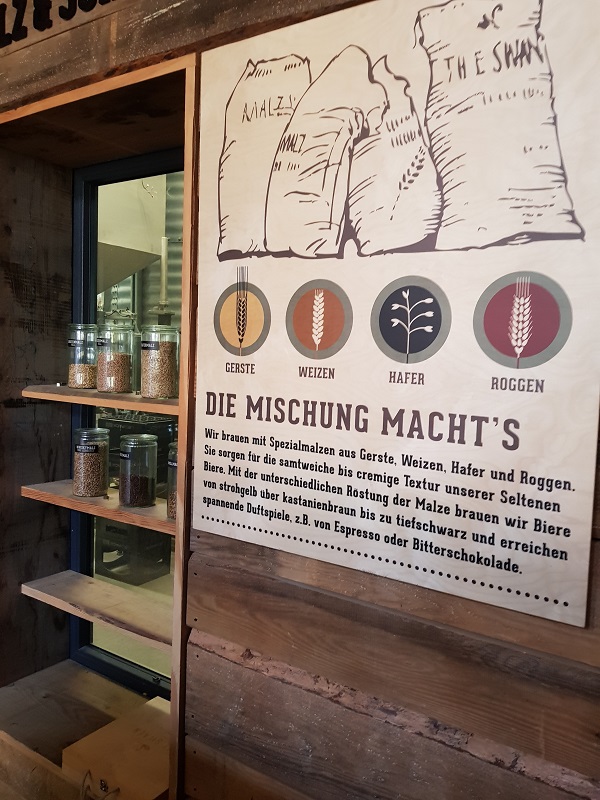 LZ &
MALZ
MALZ
THE SWAN
GERSTE
WEIZEN
HAFER
ROGGEN
DIE MISCHUNG MACHT'S
Wir brauen mit Spezialmalzen aus Gerste, Weizen, Hafer und Roggen.
Sie sorgen für die samtweiche bis cremige Textur unserer Seltenen
Biere. Mit der unterschiedlichen Rostung der Malze brauen wir Biere
von strohgelb über kastanienbraun bis zu tiefschwarz und erreichen
spannende Duftspiele, z.B. von Espresso oder Bitterschokolade.